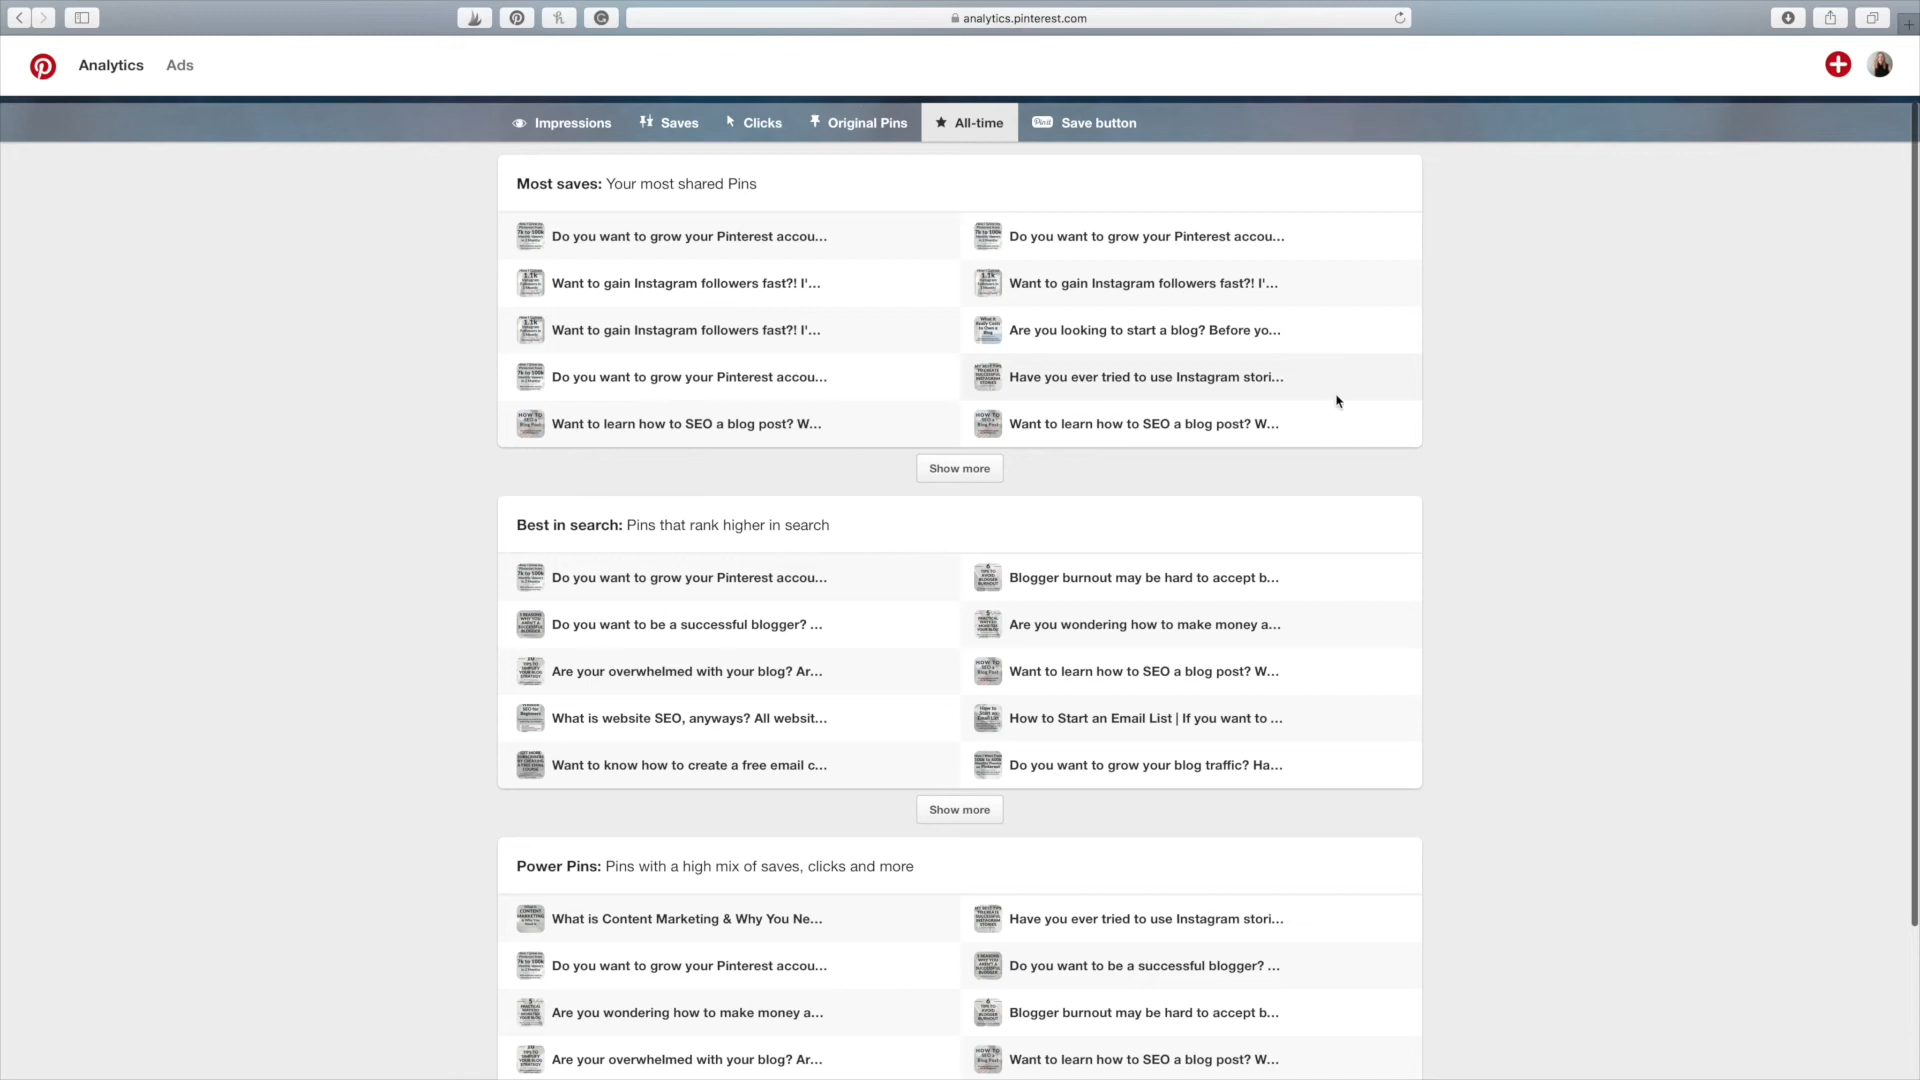 analytics.pinterest.com
Analytics
Ads
Impressions
Saves
Clicks
Original Pins
All-time
Save button
Most saves: Your most shared Pins
Do you want to grow your Pinterest accou...
Do you want to grow your Pinterest accou...
Want to gain Instagram followers fast?! I'...
Want to gain Instagram followers fast?! I'...
Want to gain Instagram followers fast?! I'...
Are you looking to start a blog? Before yo...
Do you want to grow your Pinterest accou...
Have you ever tried to use Instagram stori...
Want to learn how to SEO a blog post? W...
Want to learn how to SEO a blog post? W...
Show more
Best in search: Pins that rank higher in search
Do you want to grow your Pinterest accou...
Blogger burnout may be hard to accept b...
Do you want to be a successful blogger? ...
Are you wondering how to make money a...
Are your overwhelmed with your blog? Ar...
Want to learn how to SEO a blog post? W...
What is website SEO, anyways? All websit...
How to Start an Email List | If you want to ...
Want to know how to create a free email c...
Do you want to grow your blog traffic? Ha...
Show more
Power Pins: Pins with a high mix of saves, clicks and more
What is Content Marketing & Why You Ne...
Have you ever tried to use Instagram stori...
Do you want to grow your Pinterest accou...
Do you want to be a successful blogger? ...
Are you wondering how to make money a...
Blogger burnout may be hard to accept b...
Are your overwhelmed with your blog? Ar...
Want to learn how to SEO a blog post? W...